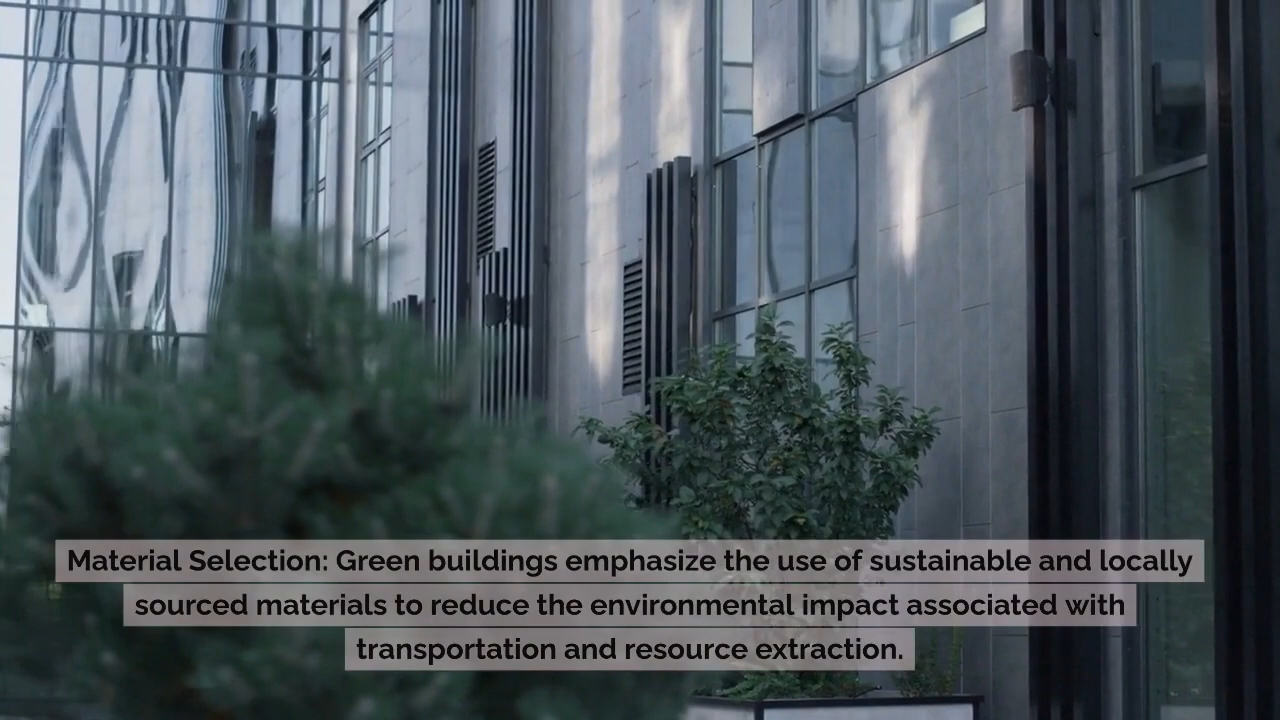 Material Selection: Green buildings emphasize the use of sustainable and locally
sourced materials to reduce the environmental impact associated with
transportation and resource extraction.